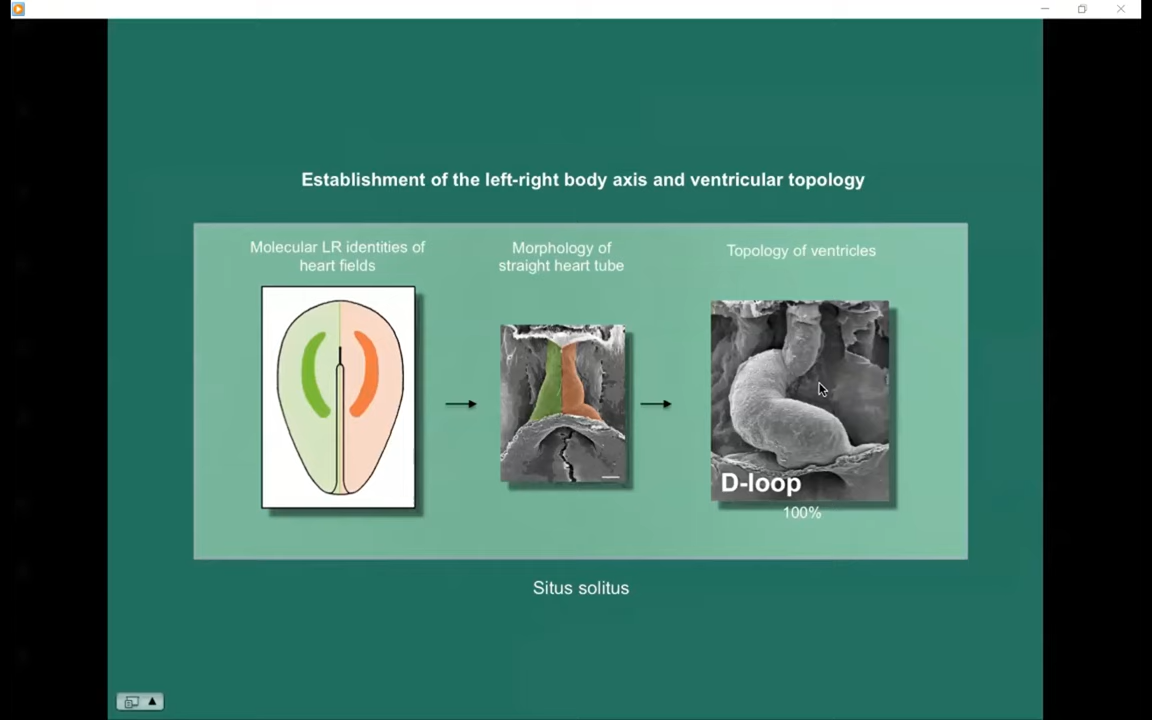 Establishment of the left-right body axis and ventricular topology
Molecular LR identities of
heart fields
Morphology of
straight heart tube
Topology of ventricles
D-loop
100%
Situs solitus